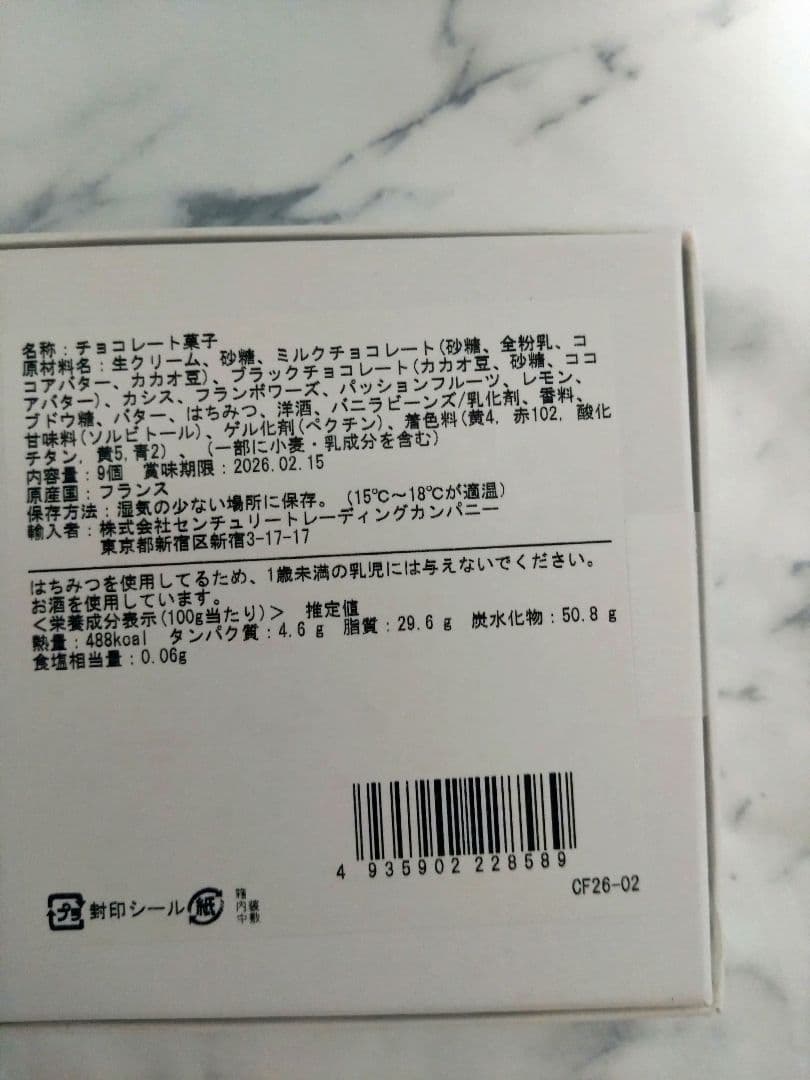 名称：チョコレート菓子
原材料名：生クリーム、砂糖、ミルクチョコレート(砂糖、全粉乳、コ
コアバター、カカオ豆)、ブラックチョコレート(カカオ豆、砂糖、ココ
アバター)、カシス、フランボワーズ、パッションフルーツ、レモン、
ブドウ糖、バター、はちみつ、洋酒、バニラビーンズ/乳化剤、香料、
甘味料(ソルビトール)、ゲル化剤(ペクチン)、着色料(黄4, 赤102, 酸化
チタン, 黄5,青2) 、(一部に小麦・乳成分を含む)
内容量：9個 賞味期限：2026.02.15
原産国：フランス
保存方法：湿気の少ない場所に保存。(15℃～18℃が適温)
輸入者：株式会社センチュリートレーディングカンパニー
東京都新宿区新宿3-17-17
はちみつを使用してるため、1歳未満の乳児には与えないでください。
お酒を使用しています。
＜栄養成分表示(100g当たり)＞ 推定値
熱量：488kcal タンパク質：4.6 g 脂質：29.6 g 炭水化物：50.8 g
食塩相当量：0.06g
4 935902 228589
CF26-02
プラ 封印シール 紙 箱 内装 中敷